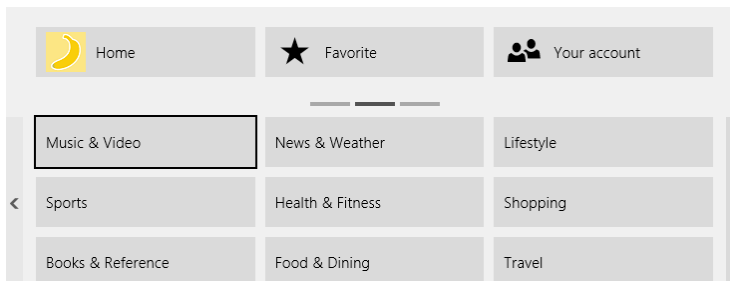 Home
Favorite
Your account
Music & Video
News & Weather
Lifestyle
Sports
Health & Fitness
Shopping
Books & Reference
Food & Dining
Travel